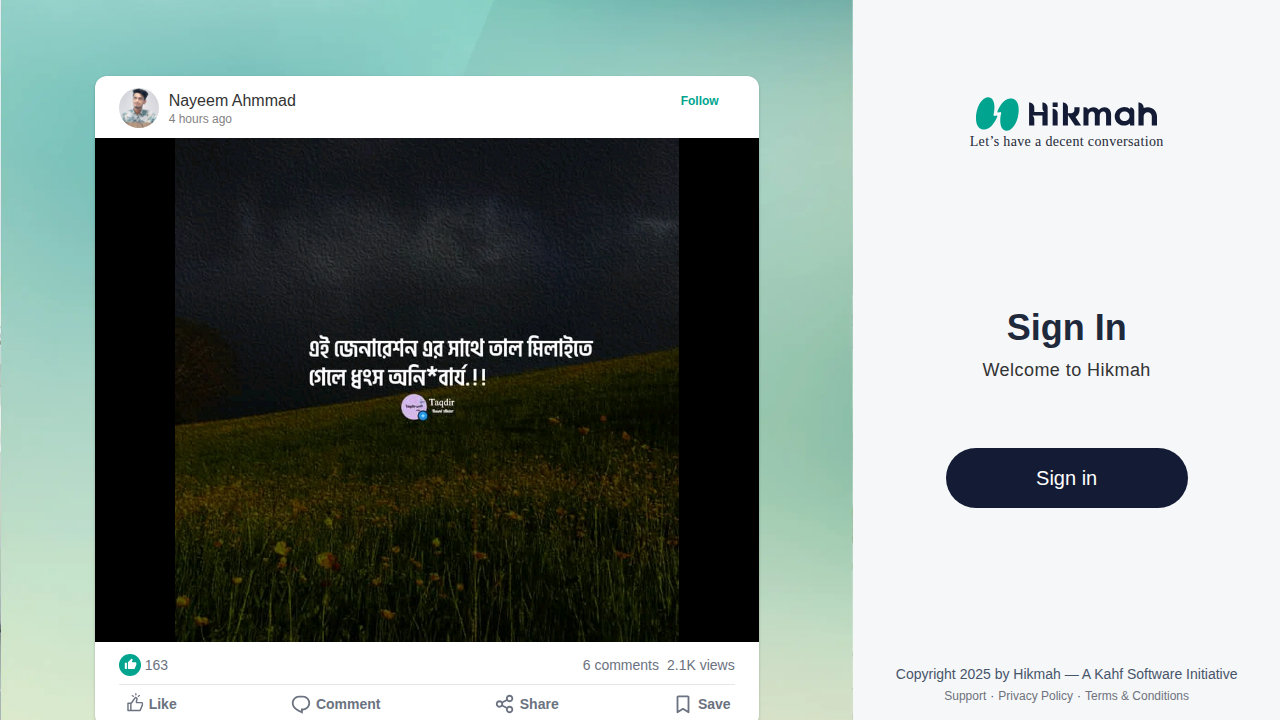 Nayeem Ahmmad
4 hours ago
Follow
এই জেনারেশন এর সাথে তাল মিলাইতে
গেলে ধ্বংস অনি*বার্য.!!
Taqdir
163
6 comments 2.1K views
Like
Comment
Share
Save
Hikmah
Let’s have a decent conversation
Sign In
Welcome to Hikmah
Sign in
Copyright 2025 by Hikmah — A Kahf Software Initiative
Support · Privacy Policy · Terms & Conditions